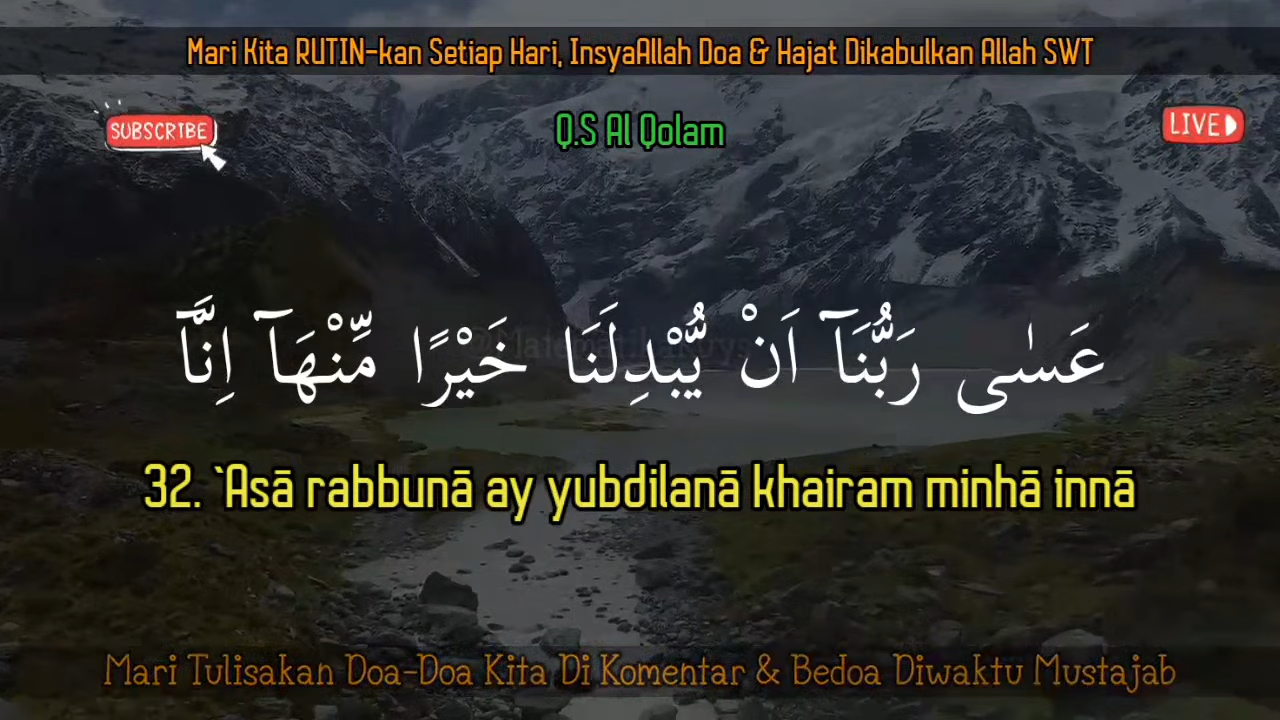 Mari Kita RUTIN-kan Setiap Hari, InsyaAllah Doa & Hajat Dikabulkan Allah SWT
SUBSCRIBE
Q.S Al Qolam
LIVE
عَسٰى رَبُّنَآ اَنْ يُّبْدِلَنَا خَيْرًا مِّنْهَآ اِنَّآ
32. `Asā rabbunā ay yubdilanā khairam minhā innā
Mari Tulisakan Doa-Doa Kita Di Komentar & Bedoa Diwaktu Mustajab